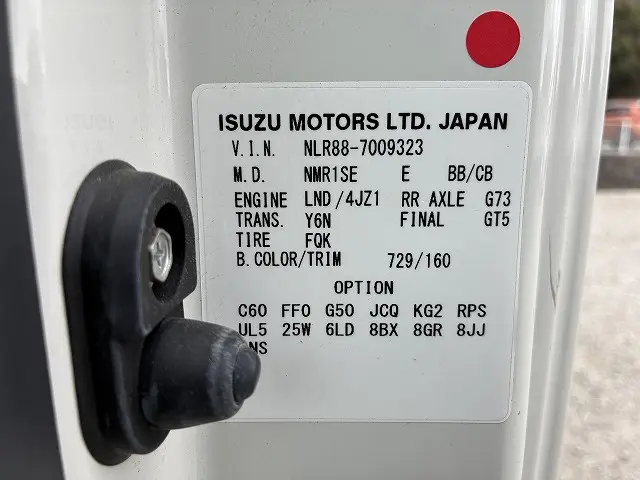 ISUZU MOTORS LTD. JAPAN
V.I.N. NLR88-7009323
M.D. NMR1SE E BB/CB
ENGINE LND/4JZ1 RR AXLE G73
TRANS. Y6N FINAL GT5
TIRE FQK
B.COLOR/TRIM 729/160
OPTION
C60 FF0 G50 JCQ KG2 RPS
UL5 25W 6LD 8BX 8GR 8JJ